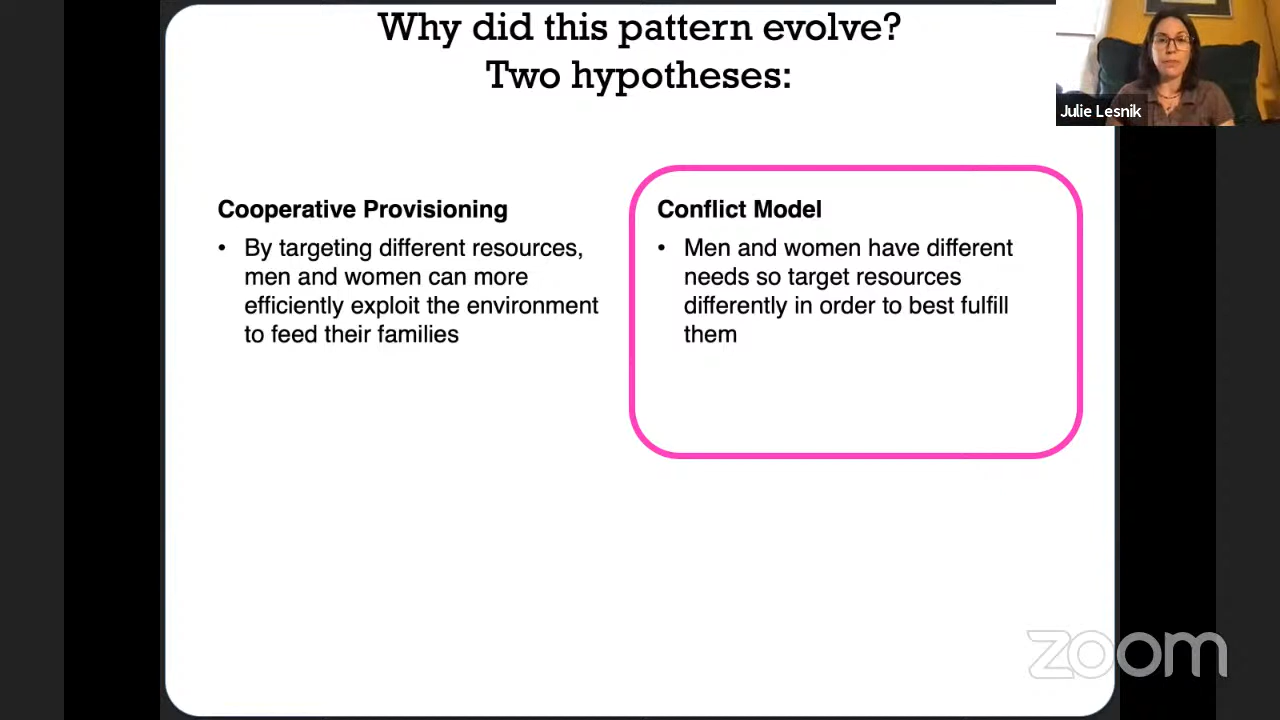 Why did this pattern evolve?
Two hypotheses:
Julie Lesnik
Cooperative Provisioning
• By targeting different resources,
men and women can more
efficiently exploit the environment
to feed their families
Conflict Model
• Men and women have different
needs so target resources
differently in order to best fulfill
them
zoom